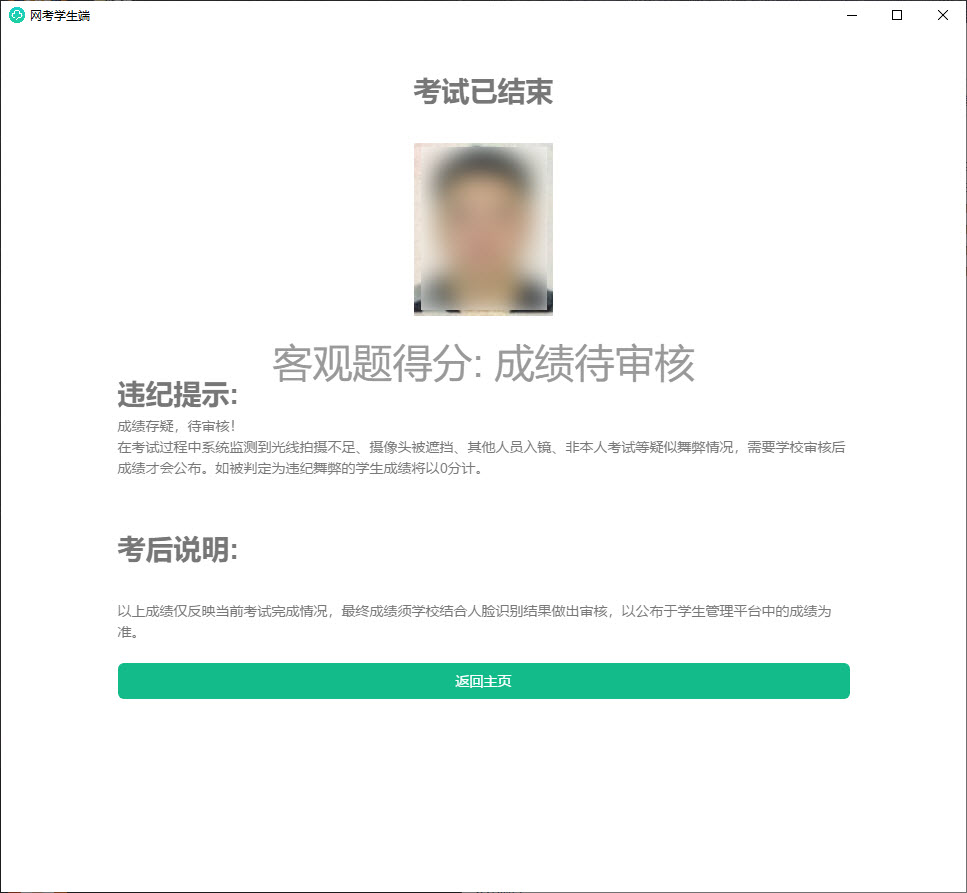 网考学生端
考试已结束
客观题得分: 成绩待审核
违纪提示:
成绩存疑，待审核！
在考试过程中系统监测到光线拍摄不足、摄像头被遮挡、其他人员入镜、非本人考试等疑似舞弊情况，需要学校审核后
成绩才会公布。如被判定为违纪舞弊的学生成绩将以0分计。
考后说明:
以上成绩仅反映当前考试完成情况，最终成绩须学校结合人脸识别结果做出审核，以公布于学生管理平台中的成绩为
准。
返回主页